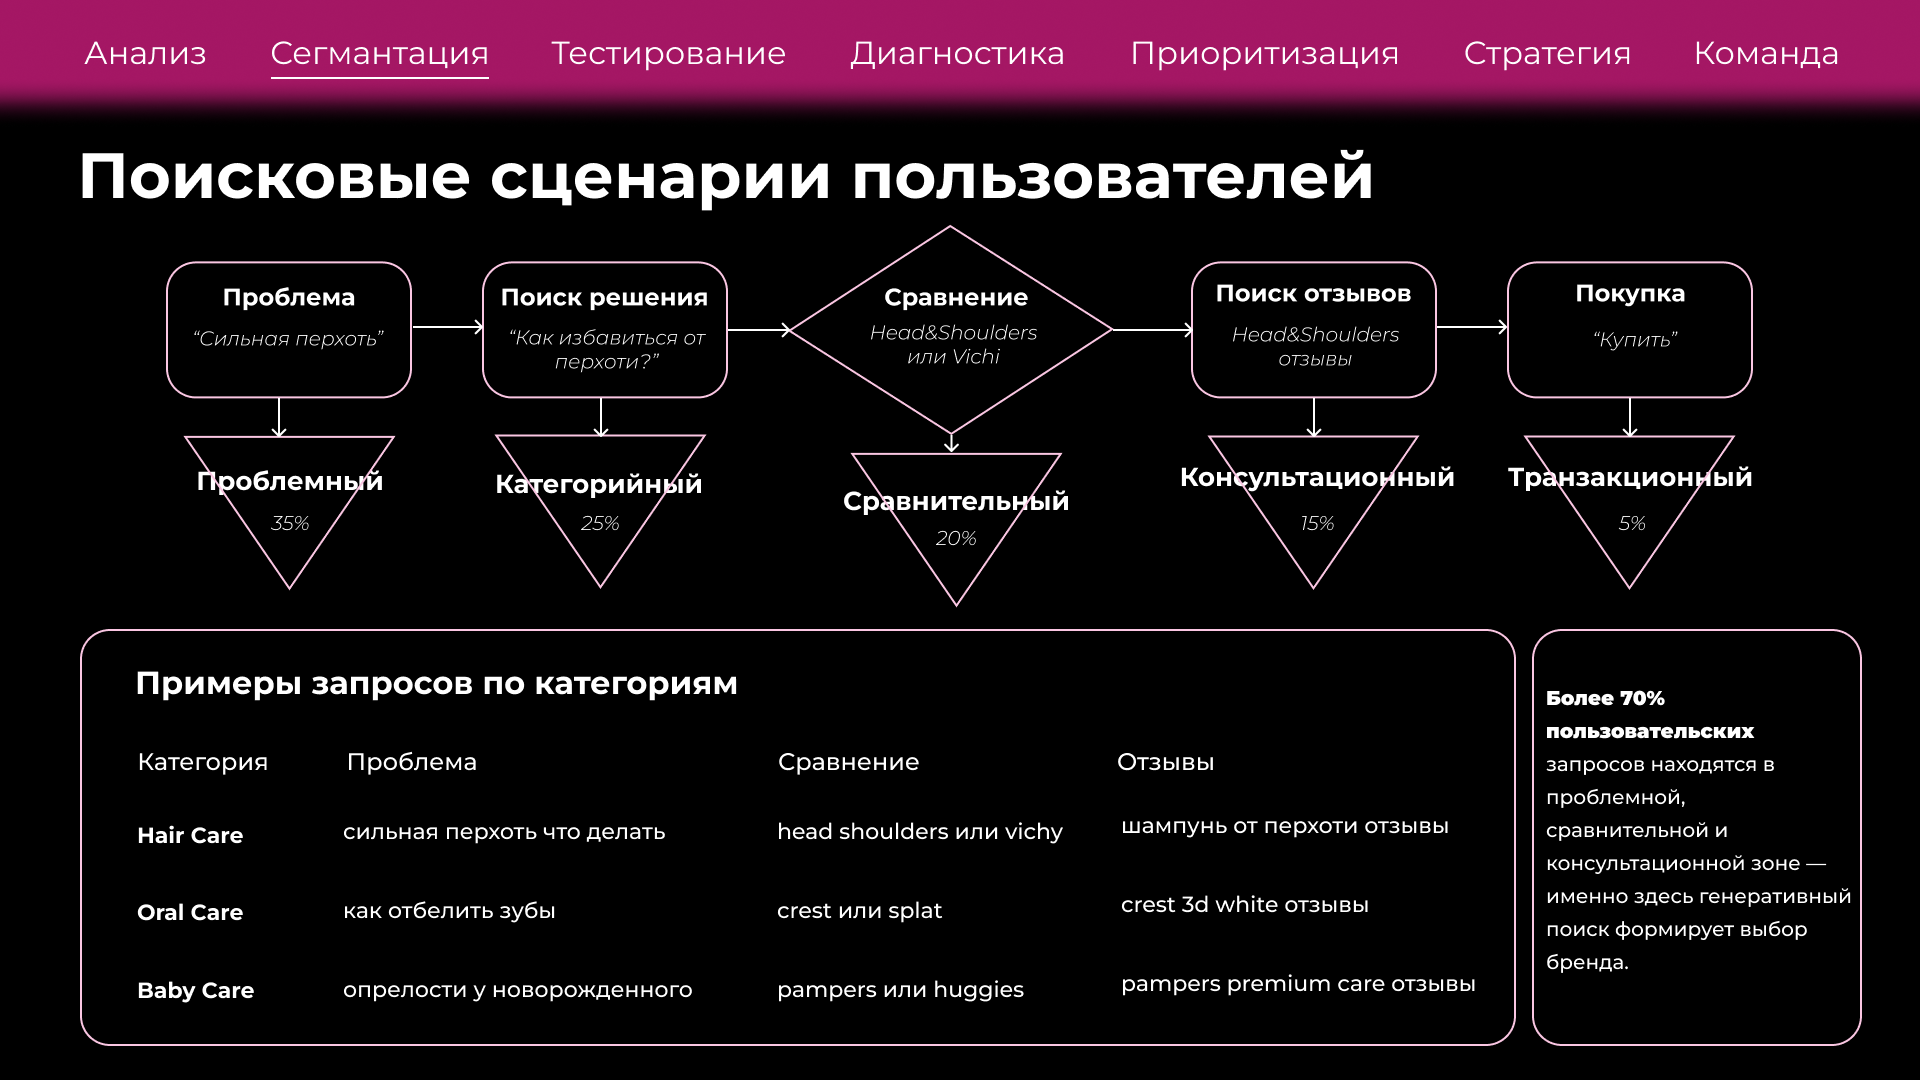 Анализ Сегмантация Тестирование Диагностика Приоритизация Стратегия Команда
Поисковые сценарии пользователей
Проблема
“Сильная перхоть”
Поиск решения
“Как избавиться от
перхоти?”
Сравнение
Head&Shoulders
или Vichi
Поиск отзывов
Head&Shoulders
отзывы
Покупка
“Купить”
Проблемный
35%
Категорийный
25%
Сравнительный
20%
Консультационный
15%
Транзакционный
5%
Примеры запросов по категориям
Категория Проблема Сравнение Отзывы
Hair Care сильная перхоть что делать head shoulders или vichy шампунь от перхоти отзывы
Oral Care как отбелить зубы crest или splat crest 3d white отзывы
Baby Care опрелости у новорожденного pampers или huggies pampers premium care отзывы
Более 70%
пользовательских
запросов находятся в
проблемной,
сравнительной и
консультационной зоне —
именно здесь генеративный
поиск формирует выбор
бренда.